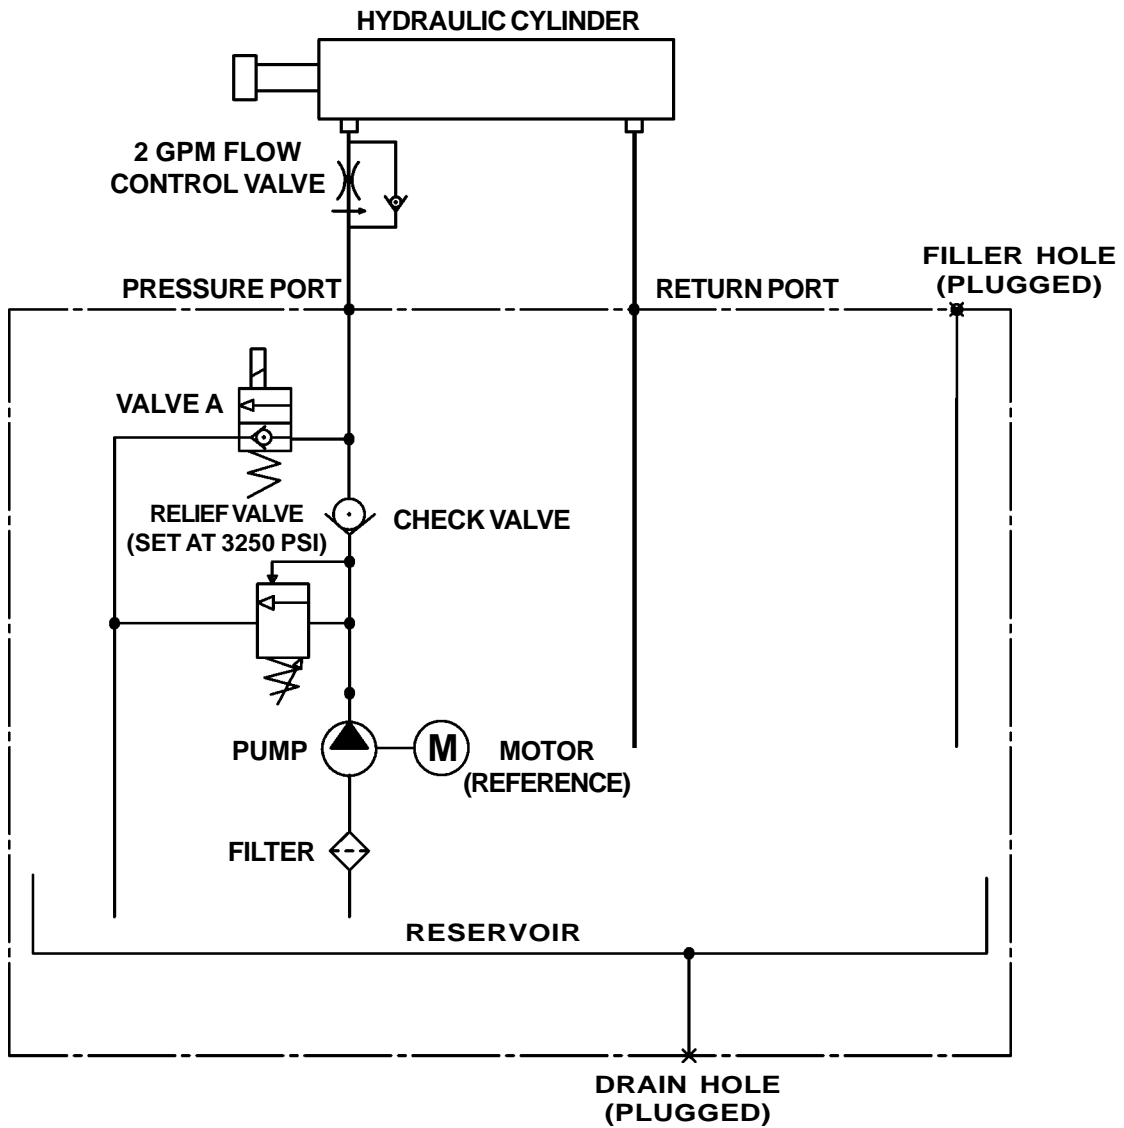 HYDRAULIC CYLINDER
2 GPM FLOW
CONTROL VALVE
FILLER HOLE
(PLUGGED)
PRESSURE PORT
RETURN PORT
VALVE A
RELIEF VALVE
(SET AT 3250 PSI)
CHECK VALVE
PUMP
M
MOTOR
(REFERENCE)
FILTER
RESERVOIR
DRAIN HOLE
(PLUGGED)